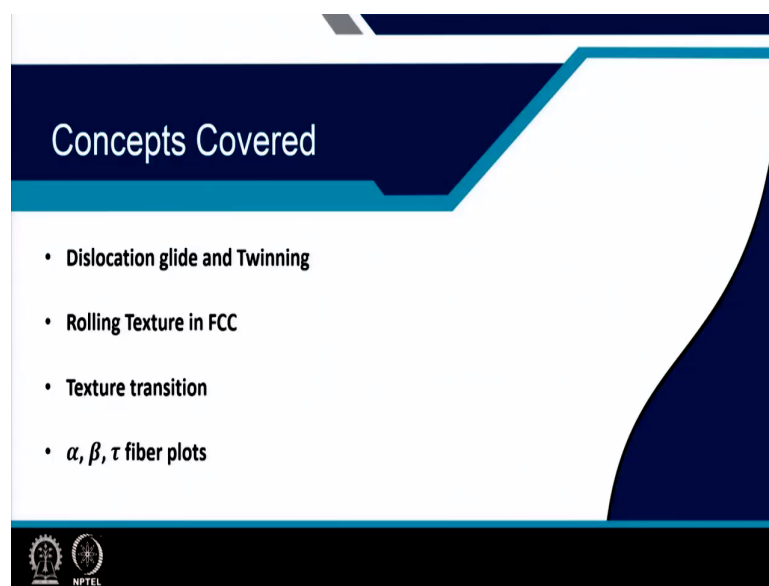 Concepts Covered
• Dislocation glide and Twinning
• Rolling Texture in FCC
• Texture transition
• α, β, τ fiber plots
NPTEL